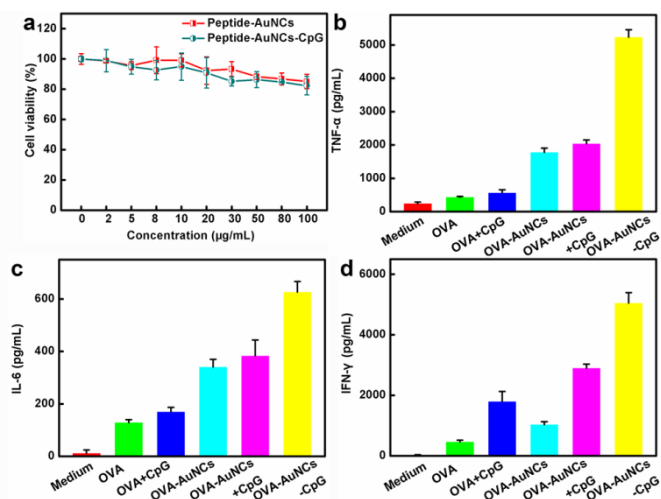 a
Peptide-AuNCs
Peptide-AuNCs-CpG
Cell viability (%)
120
100
80
60
40
20
0
0 2 5 8 10 20 30 50 80 100
Concentration (μg/mL)
b
TNF-α (pg/mL)
5000
4000
3000
2000
1000
0
Medium
OVA
OVA+CpG
OVA-AuNCs
OVA-AuNCs
+CpG
OVA-AuNCs
-CpG
c
IL-6 (pg/mL)
600
400
200
0
Medium
OVA
OVA+CpG
OVA-AuNCs
OVA-AuNCs
+CpG
OVA-AuNCs
-CpG
d
IFN-γ (pg/mL)
6000
4000
2000
0
Medium
OVA
OVA+CpG
OVA-AuNCs
OVA-AuNCs
+CpG
OVA-AuNCs
-CpG